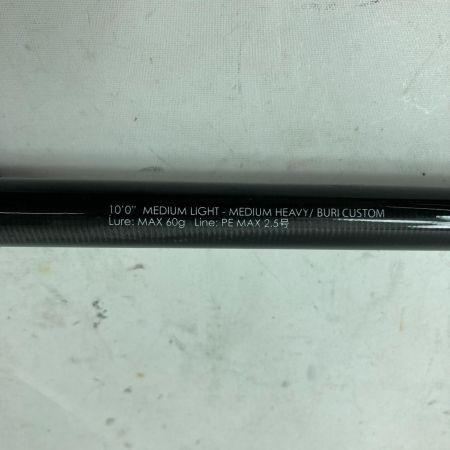 10'0" MEDIUM LIGHT - MEDIUM HEAVY/ BURI CUSTOM
Lure: MAX 60g Line: PE MAX 2.5号